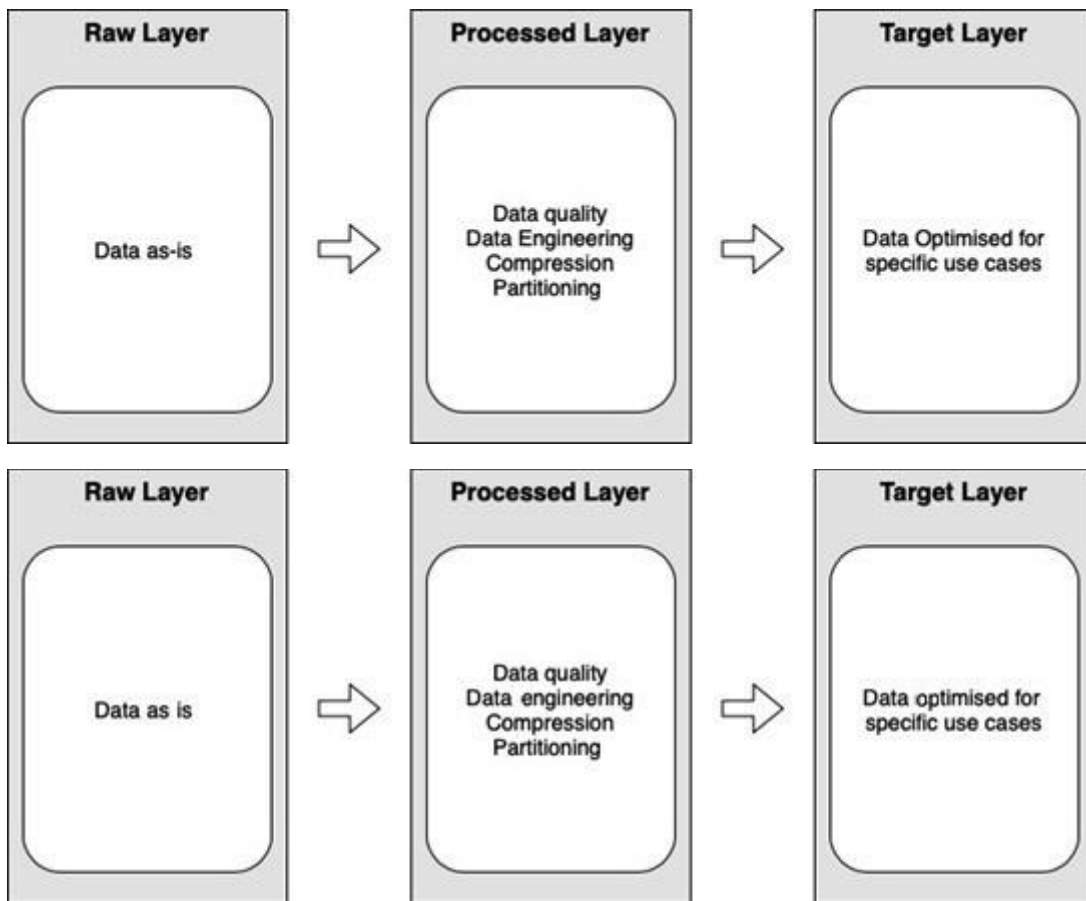 Raw Layer
Processed Layer
Target Layer
Data as-is
Data quality
Data Engineering
Compression
Partitioning
Data Optimised for
specific use cases
Raw Layer
Processed Layer
Target Layer
Data as is
Data quality
Data engineering
Compression
Partitioning
Data optimised for
specific use cases